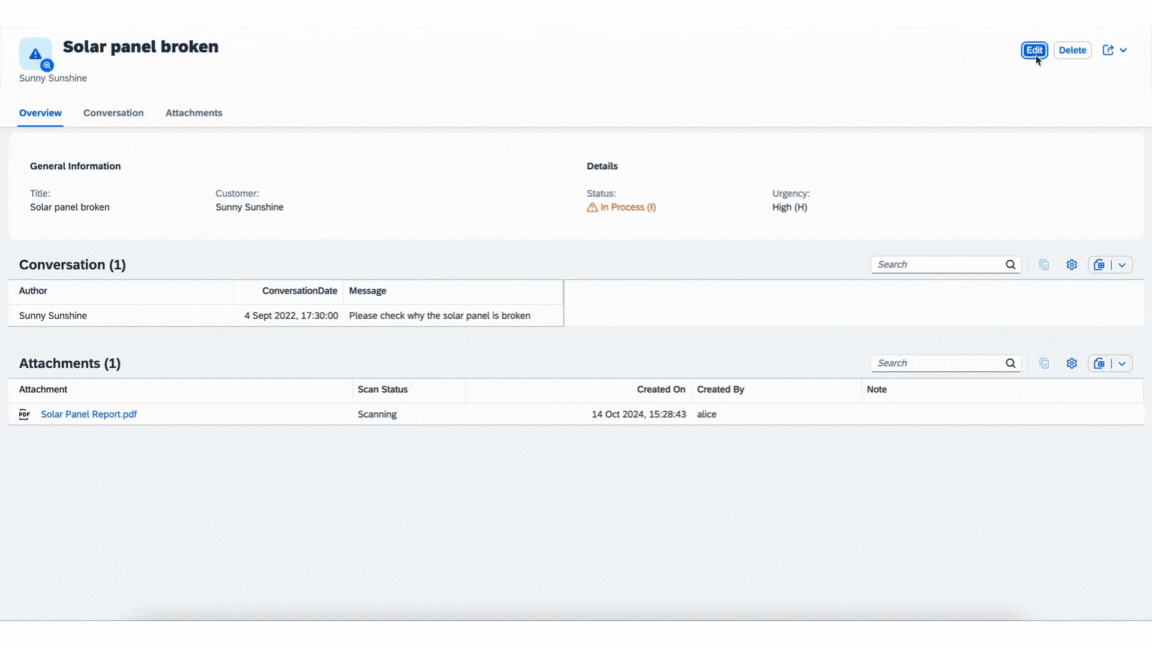 Solar panel broken
Edit Delete
Sunny Sunshine
Overview Conversation Attachments
General Information Details
Title: Customer: Status: Urgency:
Solar panel broken Sunny Sunshine In Process (I) High (H)
Conversation (1) Search
Author ConversationDate Message
Sunny Sunshine 4 Sept 2022, 17:30:00 Please check why the solar panel is broken
Attachments (1) Search
Attachment Scan Status Created On Created By Note
PDF Solar Panel Report.pdf Scanning 14 Oct 2024, 15:28:43 alice